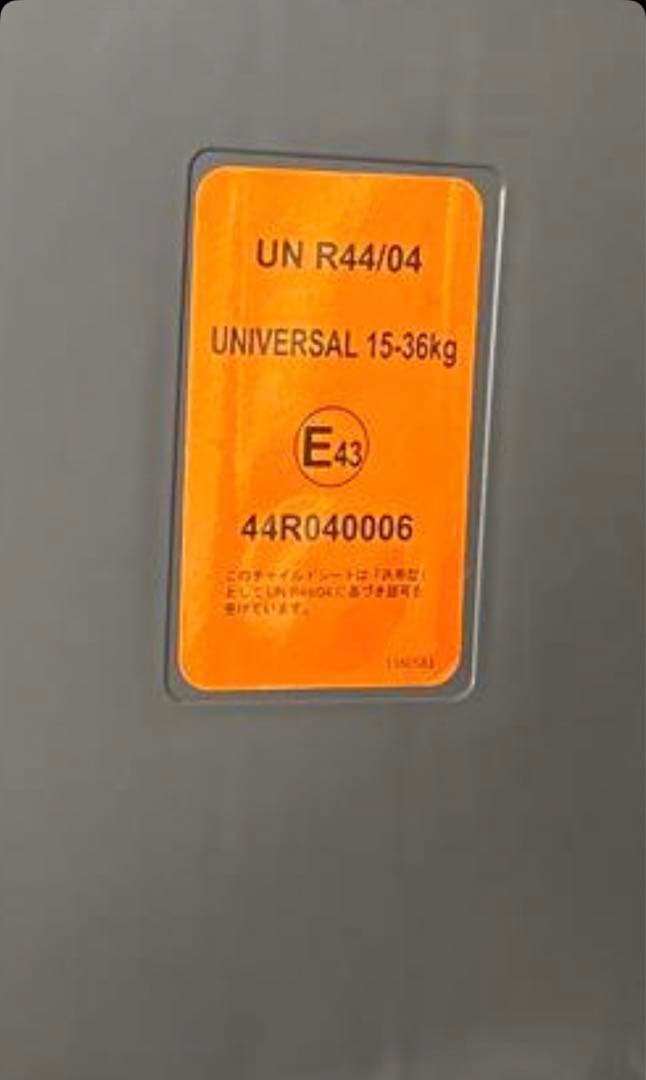 UN R44/04
UNIVERSAL 15-36kg
E43
44R040006
このチャイルドシートは「汎用型」
としてUN R44/04に基づき認可を
受けています。